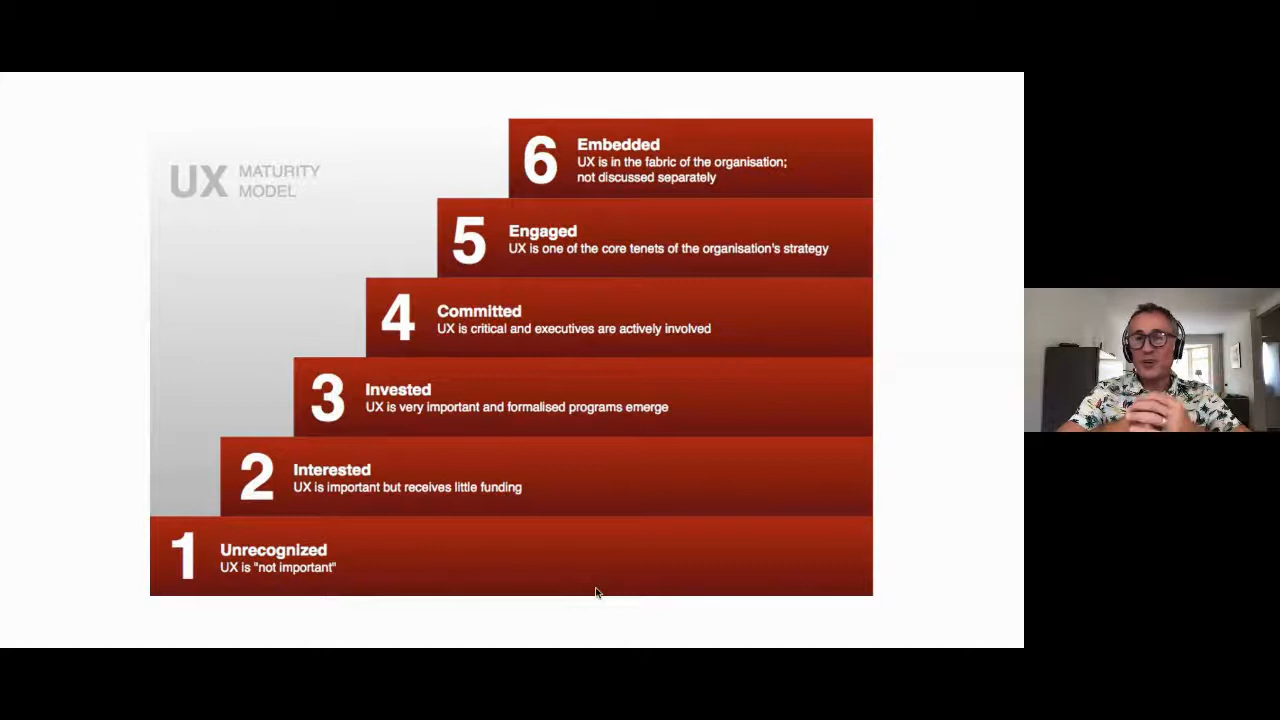 UX MATURITY
MODEL
6 Embedded
UX is in the fabric of the organisation;
not discussed separately
5 Engaged
UX is one of the core tenets of the organisation's strategy
4 Committed
UX is critical and executives are actively involved
3 Invested
UX is very important and formalised programs emerge
2 Interested
UX is important but receives little funding
1 Unrecognized
UX is "not important"